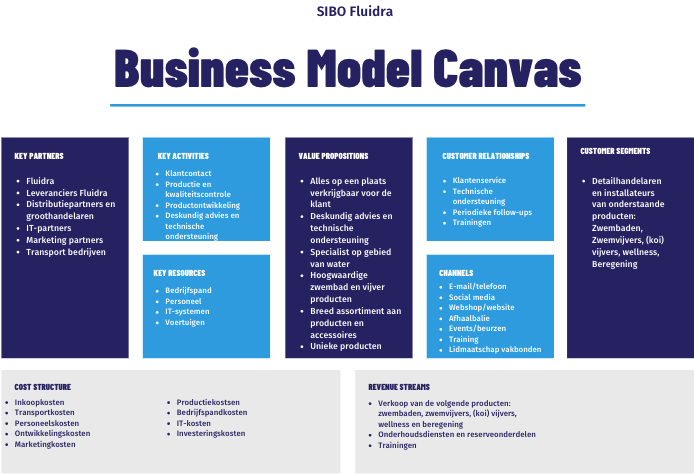 SIBO Fluidra
Business Model Canvas
KEY PARTNERS
• Fluidra
• Leveranciers Fluidra
• Distributiepartners en
groothandelaren
• IT-partners
• Marketing partners
• Transport bedrijven
KEY ACTIVITIES
• Klantcontact
• Productie en
kwaliteitscontrole
• Productontwikkeling
• Deskundig advies en
technische
ondersteuning
KEY RESOURCES
• Bedrijfspand
• Personeel
• IT-systemen
• Voertuigen
VALUE PROPOSITIONS
• Alles op een plaats
verkrijgbaar voor de
klant
• Deskundig advies en
technische
ondersteuning
• Specialist op gebied
van water
• Hoogwaardige
zwembad en vijver
producten
• Breed assortiment aan
producten en
accessoires
• Unieke producten
CUSTOMER RELATIONSHIPS
• Klantenservice
• Technische
ondersteuning
• Periodieke follow-ups
• Trainingen
CHANNELS
• E-mail/telefoon
• Social media
• Webshop/website
• Afhaalbalie
• Events/beurzen
• Training
• Lidmaatschap vakbonden
CUSTOMER SEGMENTS
• Detailhandelaren
en installateurs
van onderstaande
producten:
Zwembaden,
Zwemvijvers, (koi)
vijvers, wellness,
Beregening
COST STRUCTURE
• Inkoopkosten
• Transportkosten
• Personeelskosten
• Ontwikkelingskosten
• Marketingkosten
• Productiekostsen
• Bedrijfspandkosten
• IT-kosten
• Investeringskosten
REVENUE STREAMS
• Verkoop van de volgende producten:
zwembaden, zwemvijvers, (koi) vijvers,
wellness en beregening
• Onderhoudsdiensten en reserveonderdelen
• Trainingen